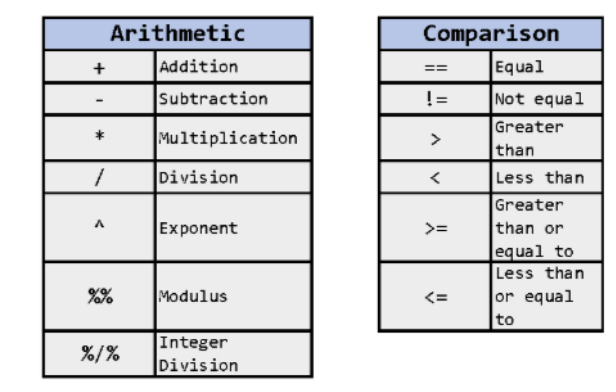 Arithmetic
+ Addition
- Subtraction
* Multiplication
/ Division
^ Exponent
%% Modulus
%/% Integer
Division
Comparison
== Equal
!= Not equal
> Greater
than
< Less than
>= Greater
than or
equal to
<= Less than
or equal
to